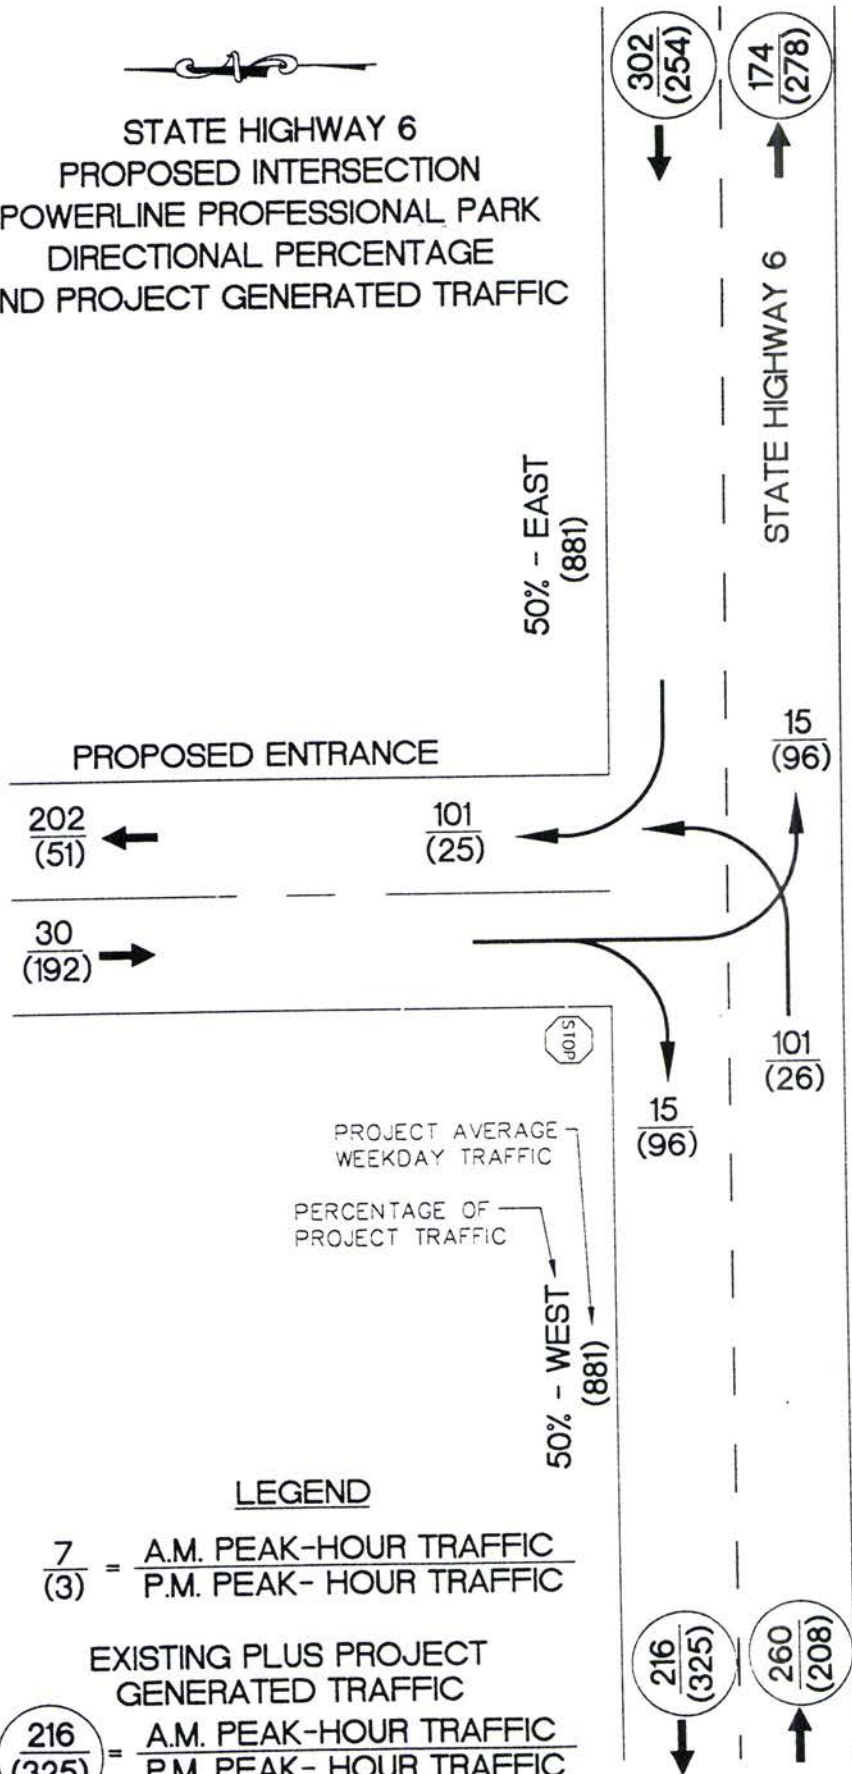 STATE HIGHWAY 6
PROPOSED INTERSECTION
POWERLINE PROFESSIONAL PARK
DIRECTIONAL PERCENTAGE
ND PROJECT GENERATED TRAFFIC
302
(254)
174
(278)
STATE HIGHWAY 6
50% - EAST
(881)
15
(96)
PROPOSED ENTRANCE
202
(51)
101
(25)
30
(192)
STOP
101
(26)
15
(96)
PROJECT AVERAGE
WEEKDAY TRAFFIC
PERCENTAGE OF
PROJECT TRAFFIC
50% - WEST
(881)
LEGEND
7
(3)
=
A.M. PEAK-HOUR TRAFFIC
P.M. PEAK- HOUR TRAFFIC
EXISTING PLUS PROJECT
GENERATED TRAFFIC
216
(325)
=
A.M. PEAK-HOUR TRAFFIC
P.M. PEAK- HOUR TRAFFIC
216
(325)
260
(208)